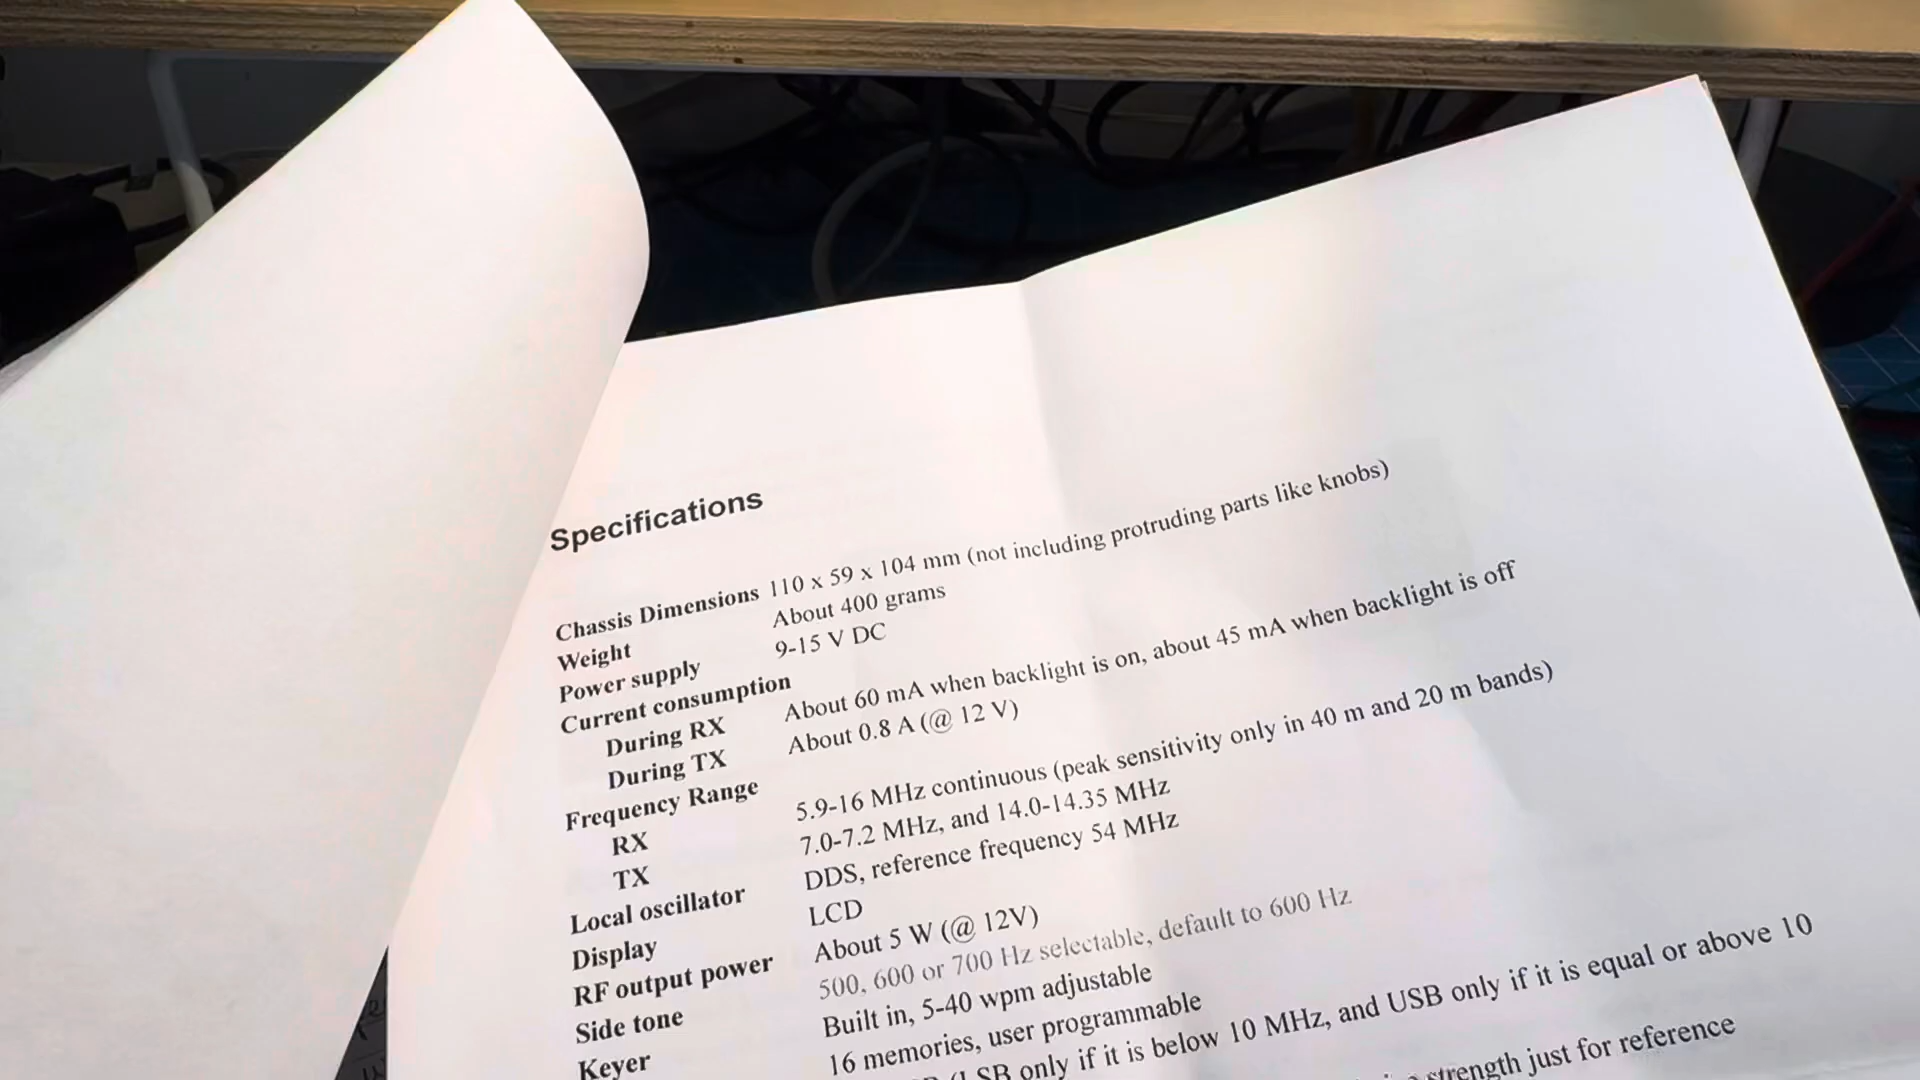 Specifications
Chassis Dimensions 110 x 59 x 104 mm (not including protruding parts like knobs)
Weight About 400 grams
Power supply 9-15 V DC
Current consumption
During RX About 60 mA when backlight is on, about 45 mA when backlight is off
During TX About 0.8 A (@ 12 V)
Frequency Range
RX 5.9-16 MHz continuous (peak sensitivity only in 40 m and 20 m bands)
TX 7.0-7.2 MHz, and 14.0-14.35 MHz
Local oscillator DDS, reference frequency 54 MHz
Display LCD
RF output power About 5 W (@ 12V)
Side tone 500, 600 or 700 Hz selectable, default to 600 Hz
Keyer Built in, 5-40 wpm adjustable
16 memories, user programmable
(LSB only if it is below 10 MHz, and USB only if it is equal or above 10
strength just for reference